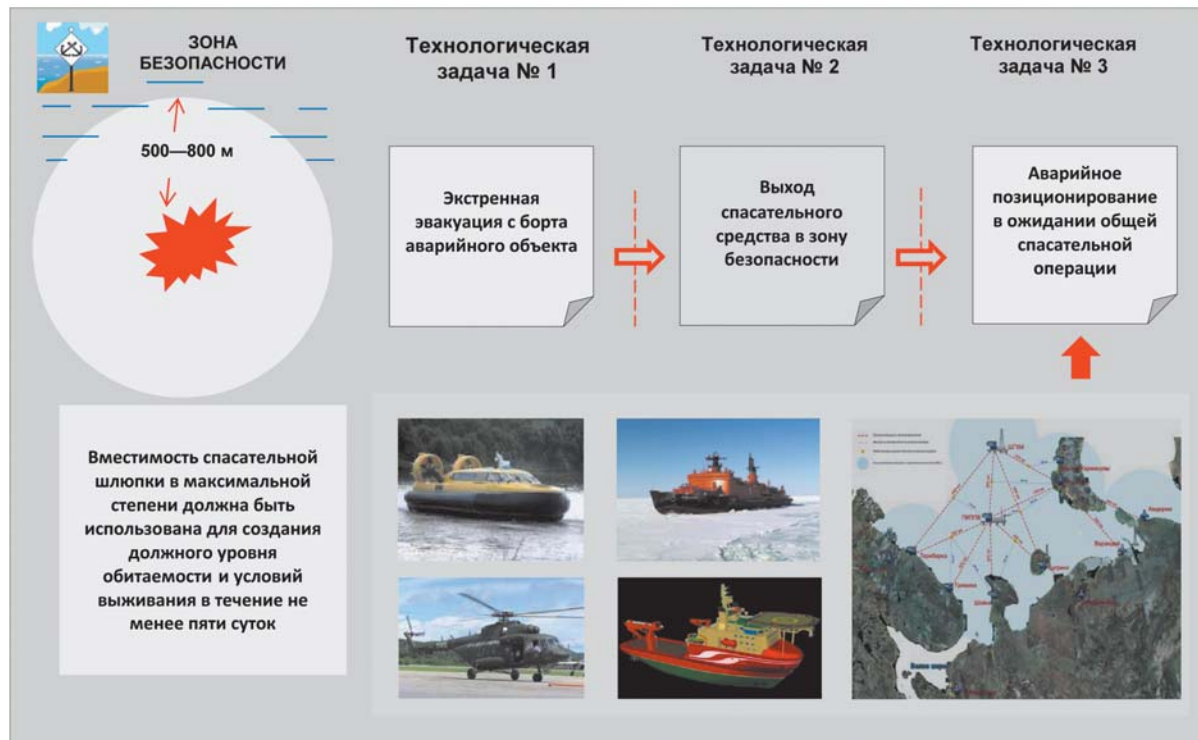 ЗОНА
БЕЗОПАСНОСТИ
500—800 м
Технологическая
задача № 1
Технологическая
задача № 2
Технологическая
задача № 3
Экстренная
эвакуация с борта
аварийного объекта
Выход
спасательного
средства в зону
безопасности
Аварийное
позиционирование
в ожидании общей
спасательной
операции
Вместимость спасательной
шлюпки в максимальной
степени должна быть
использована для создания
должного уровня
обитаемости и условий
выживания в течение не
менее пяти суток